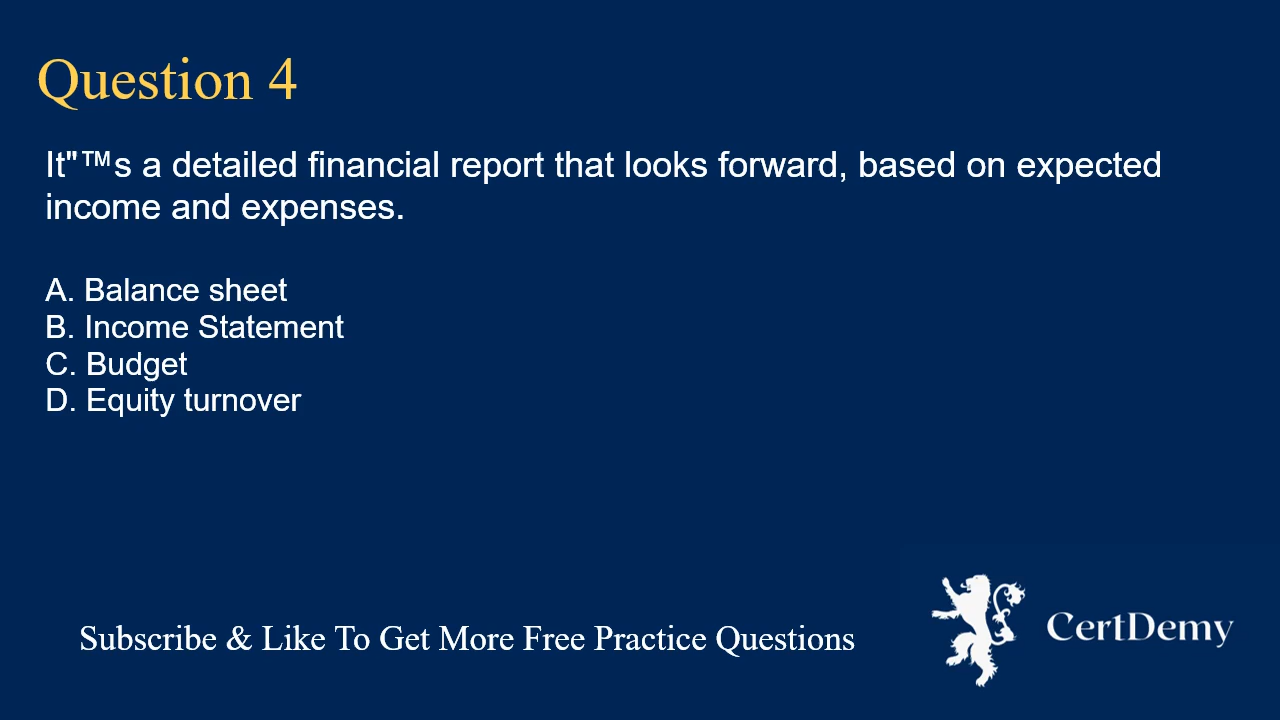 Question 4
It"™s a detailed financial report that looks forward, based on expected
income and expenses.
A. Balance sheet
B. Income Statement
C. Budget
D. Equity turnover
Subscribe & Like To Get More Free Practice Questions
CertDemy